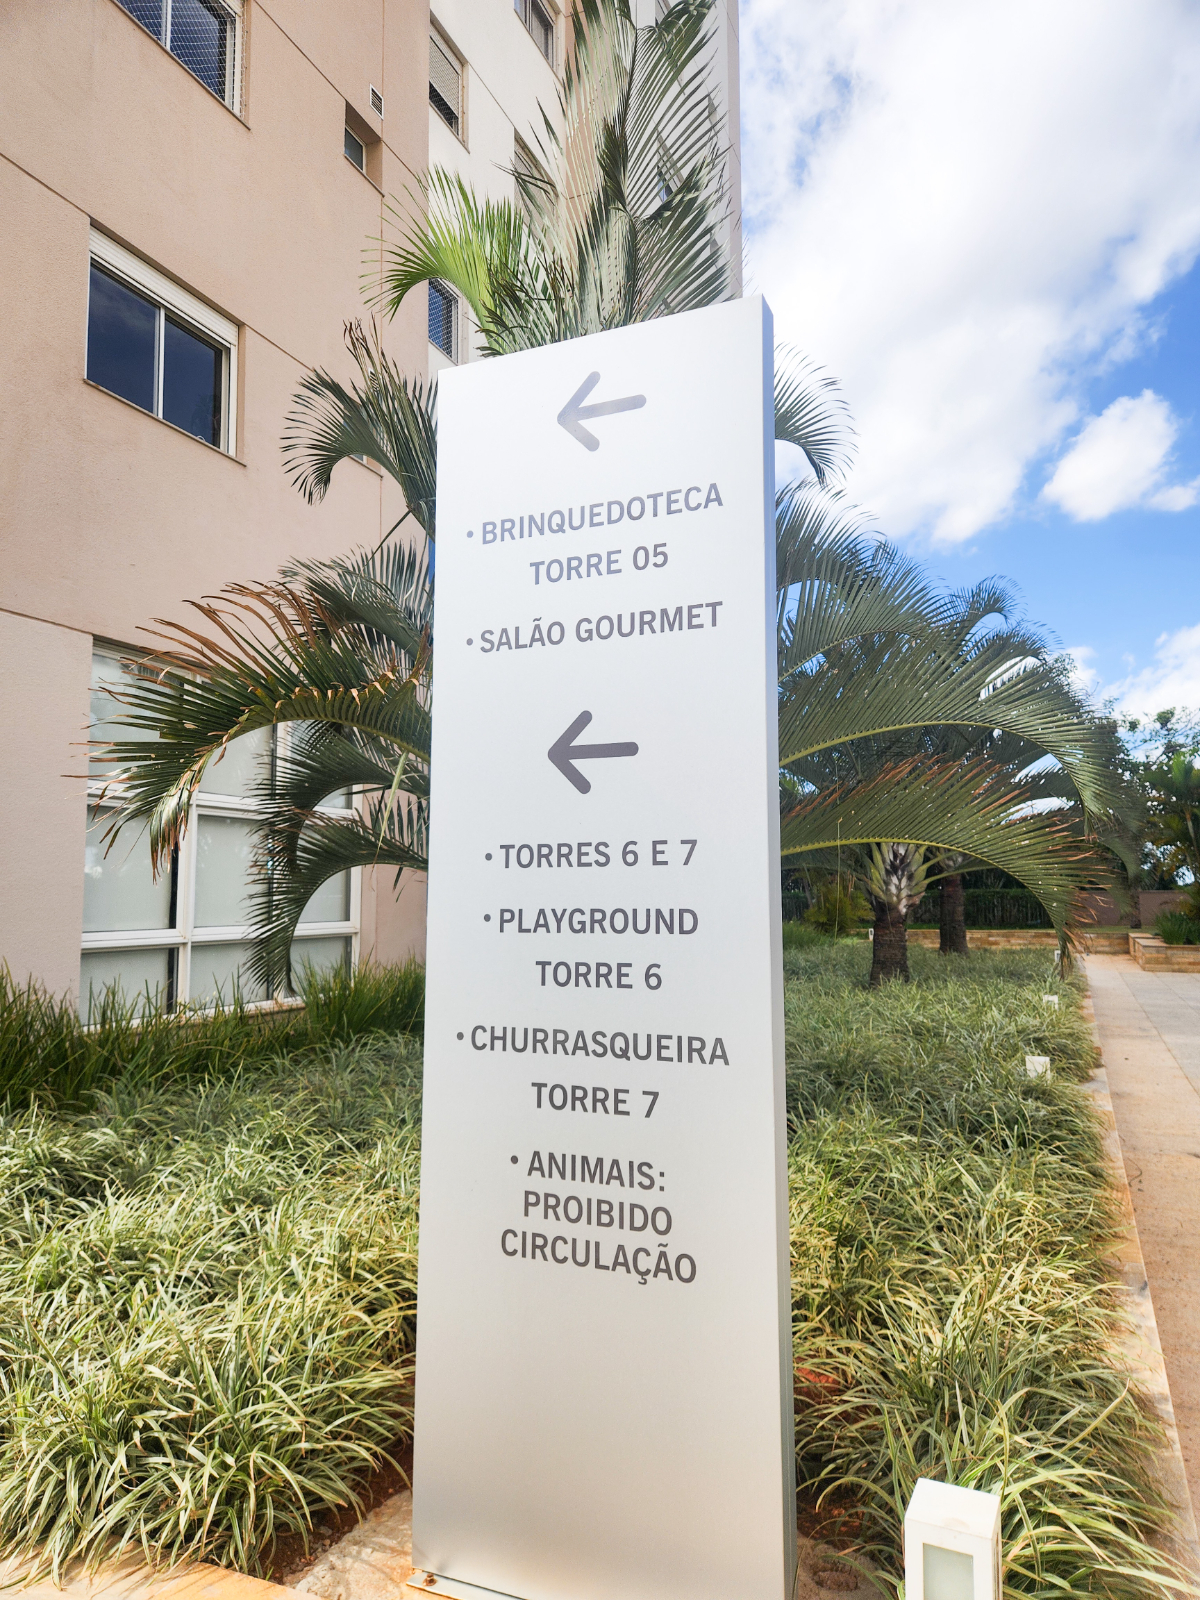 • BRINQUEDOTECA
TORRE 05
• SALÃO GOURMET
• TORRES 6 E 7
• PLAYGROUND
TORRE 6
• CHURRASQUEIRA
TORRE 7
• ANIMAIS:
PROIBIDO
CIRCULAÇÃO